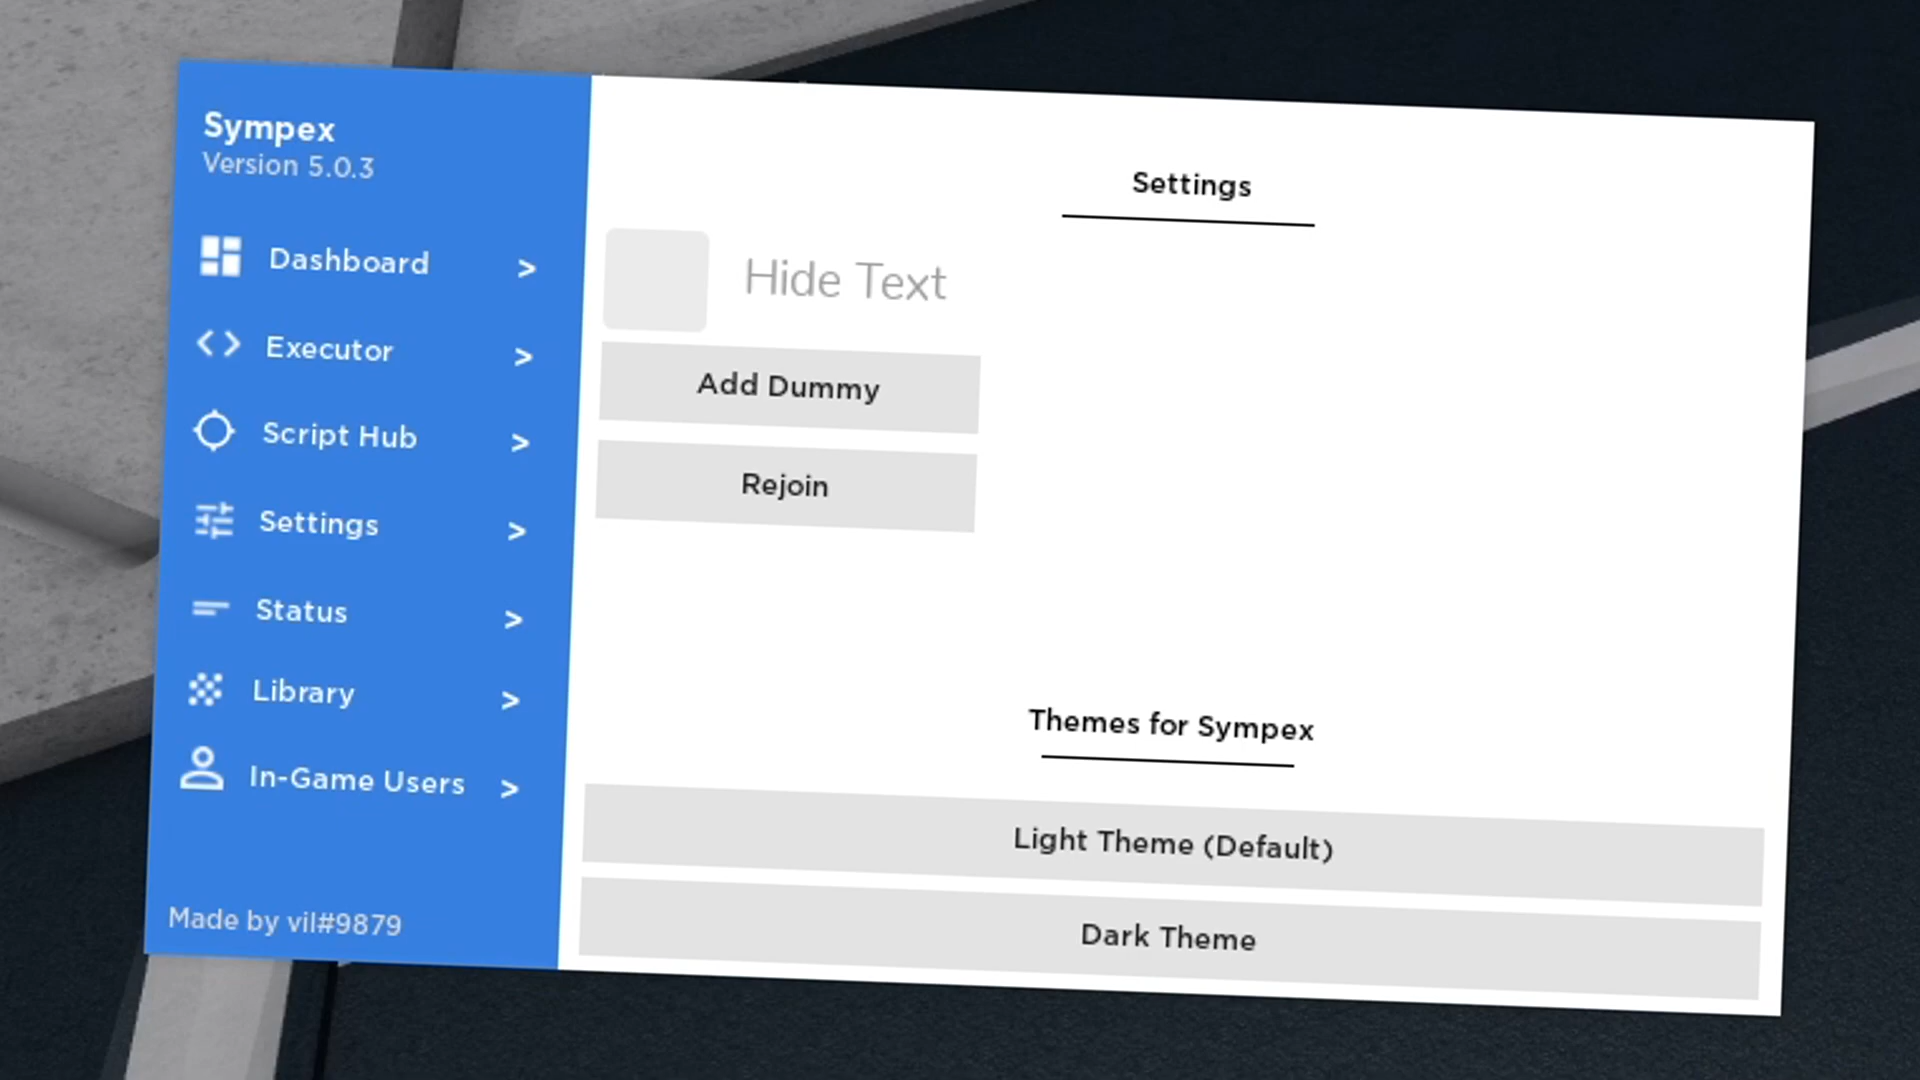 Sympex
Version 5.0.3
Dashboard >
Executor >
Script Hub >
Settings >
Status >
Library >
In-Game Users >
Made by vil#9879
Settings
Hide Text
Add Dummy
Rejoin
Themes for Sympex
Light Theme (Default)
Dark Theme